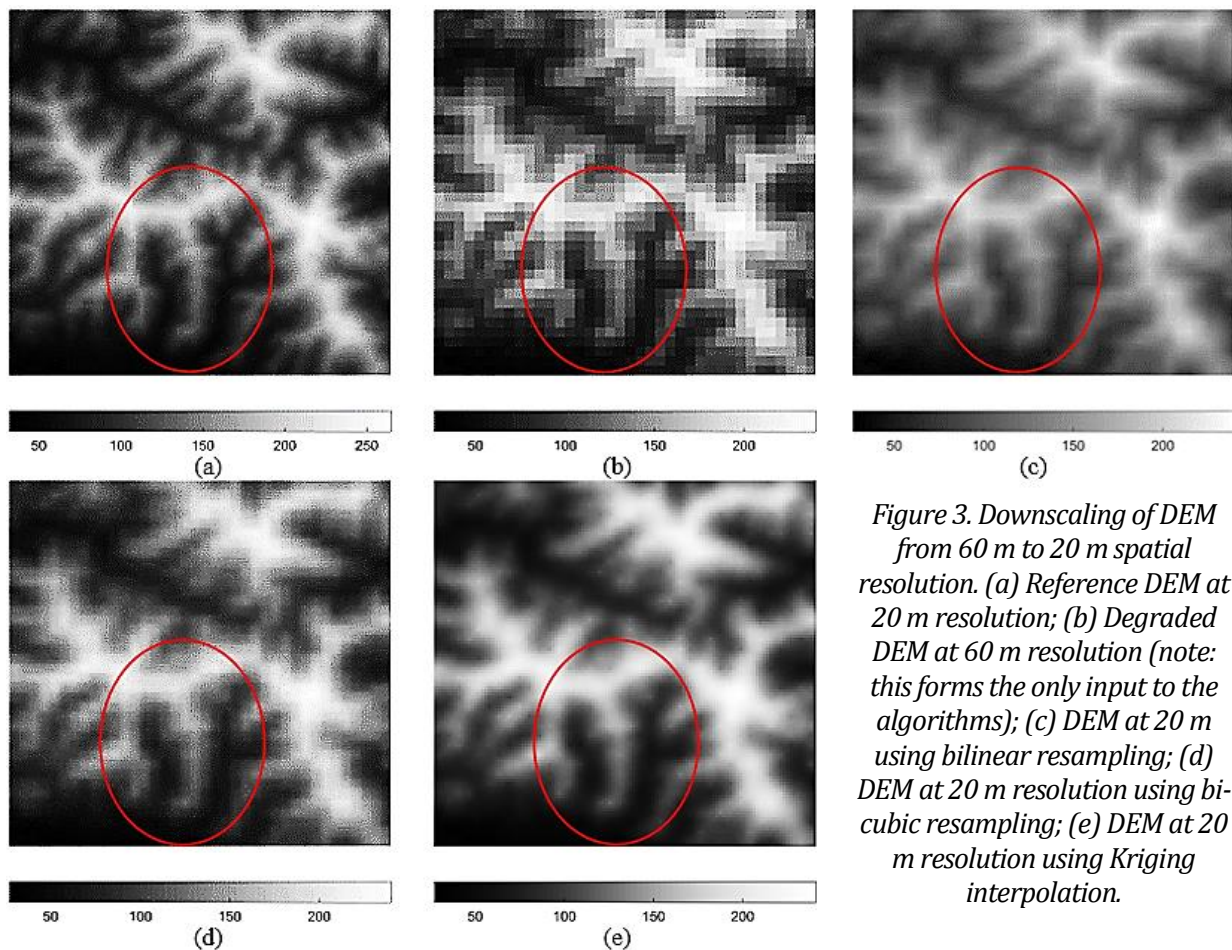 50 100 150 200 250
(a)
50 100 150 200
(b)
50 100 150 200
(c)
Figure 3. Downscaling of DEM
from 60 m to 20 m spatial
resolution. (a) Reference DEM at
20 m resolution; (b) Degraded
DEM at 60 m resolution (note:
this forms the only input to the
algorithms); (c) DEM at 20 m
using bilinear resampling; (d)
DEM at 20 m resolution using bi-
cubic resampling; (e) DEM at 20
m resolution using Kriging
interpolation.
50 100 150 200
(d)
50 100 150 200
(e)